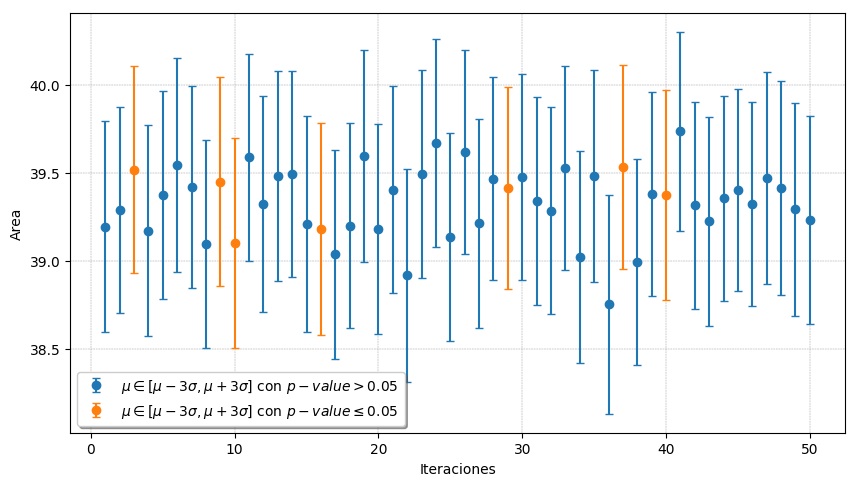 40.0
39.5
39.0
38.5
Area
μ ∈ [μ − 3σ, μ + 3σ] con p − value > 0.05
μ ∈ [μ − 3σ, μ + 3σ] con p − value ≤ 0.05
0 10 20 30 40 50
Iteraciones